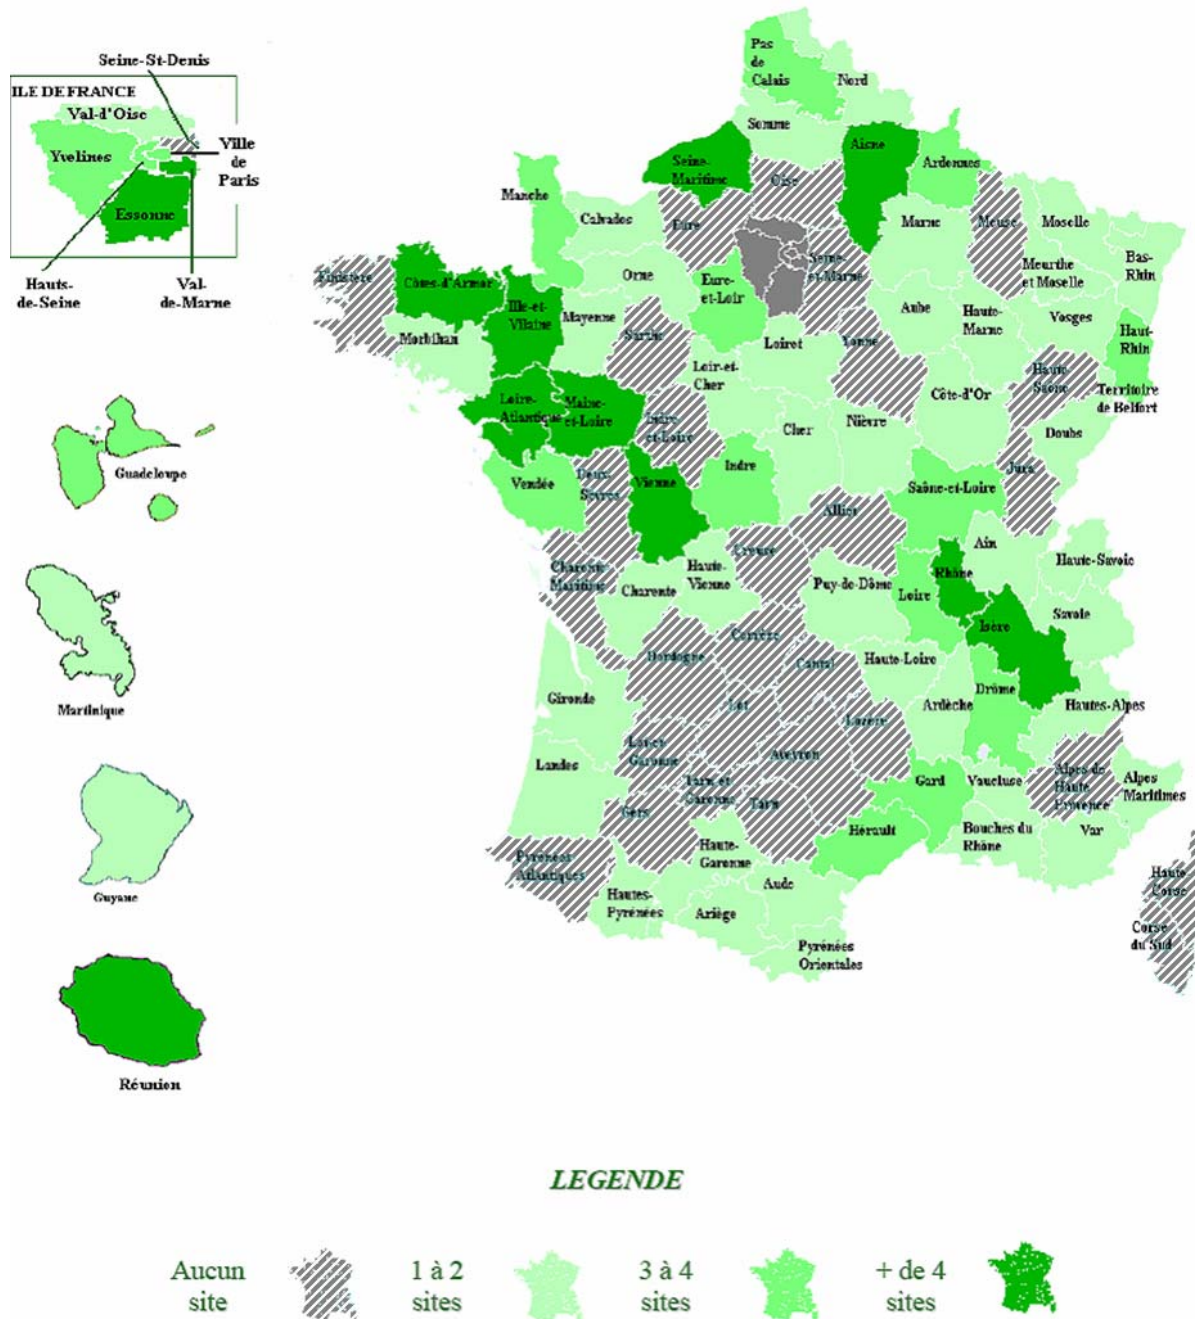 Seine-St-Denis
ILE DE FRANCE
Val-d'Oise
Yvelines
Ville
de
Paris
Essonne
Hauts-
de-Seine
Val-
de-Marne
Guadeloupe
Martinique
Guyane
Réunion
Pas
de
Calais
Nord
Somme
Seine-
Maritime
Oise
Aisne
Ardennes
Manche
Calvados
Eure
Marne
Meuse
Moselle
Meurthe
et Moselle
Bas-
Rhin
Finistère
Côtes-d'Armor
Ille-et-
Vilaine
Orne
Eure-
et-Loir
Seine-
et-Marne
Aube
Haute-
Marne
Vosges
Haut-
Rhin
Morbihan
Mayenne
Sarthe
Loiret
Yonne
Loir-et-
Cher
Côte-d'Or
Haute
Saône
Territoire
de Belfort
Loire-
Atlantique
Maine-
et-Loire
Indre
et-Loire
Cher
Nièvre
Doubs
Jura
Vendée
Deux
Sèvres
Vienne
Indre
Saône-et-Loire
Allier
Ain
Haute-Savoie
Charente
Maritime
Charente
Haute-
Vienne
Creuse
Puy-de-Dôme
Loire
Rhône
Isère
Savoie
Dordogne
Corrèze
Cantal
Haute-Loire
Ardèche
Drôme
Hautes-Alpes
Gironde
Lot
Lozère
Landes
Lot-et
Garonne
Aveyron
Tarn et
Garonne
Tarn
Gard
Vaucluse
Alpes de
Haute
Provence
Alpes
Maritimes
Gers
Hérault
Bouches du
Rhône
Var
Pyrénées
Atlantiques
Haute-
Garonne
Hautes-
Pyrénées
Ariège
Aude
Pyrénées
Orientales
Haute
Corse
Corse
du Sud
LEGENDE
Aucun
site
1 à 2
sites
3 à 4
sites
+ de 4
sites